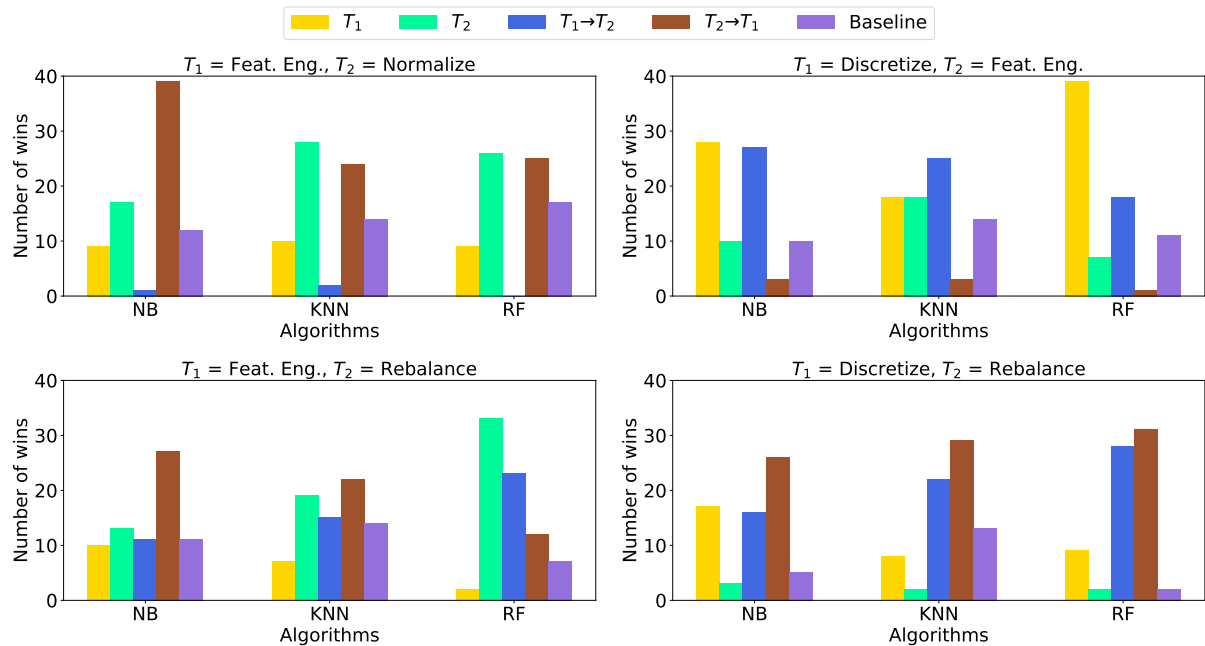 T₁ T₂ T₁→T₂ T₂→T₁ Baseline
T₁ = Feat. Eng., T₂ = Normalize
40
30
20
10
0
Number of wins
NB KNN RF
Algorithms
T₁ = Discretize, T₂ = Feat. Eng.
40
30
20
10
0
Number of wins
NB KNN RF
Algorithms
T₁ = Feat. Eng., T₂ = Rebalance
40
30
20
10
0
Number of wins
NB KNN RF
Algorithms
T₁ = Discretize, T₂ = Rebalance
40
30
20
10
0
Number of wins
NB KNN RF
Algorithms